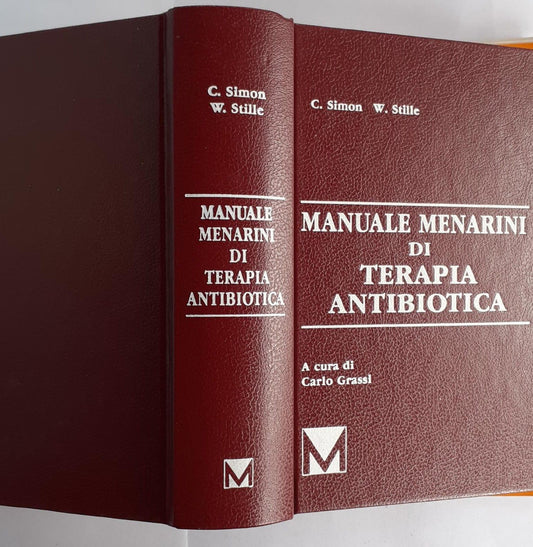 C. Simon
W. Stille
MANUALE
MENARINI
DI
TERAPIA
ANTIBIOTICA
M
C. Simon W. Stille
MANUALE MENARINI
DI
TERAPIA
ANTIBIOTICA
A cura di
Carlo Grassi
M